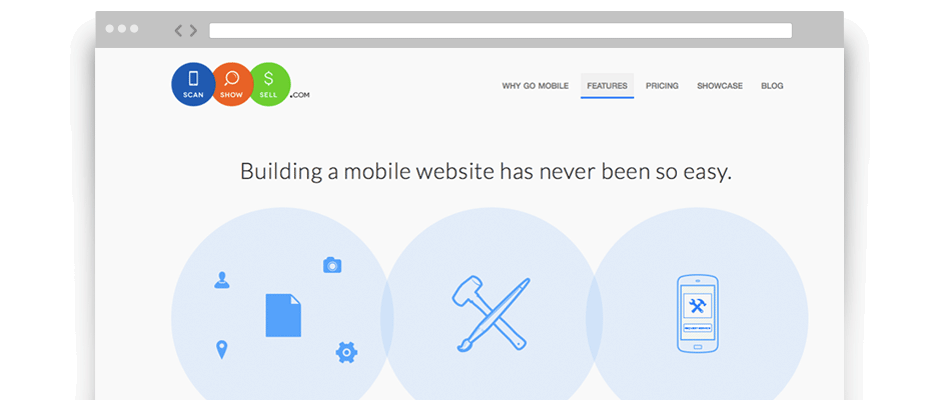 SCAN SHOW SELL .COM
WHY GO MOBILE FEATURES PRICING SHOWCASE BLOG
Building a mobile website has never been so easy.